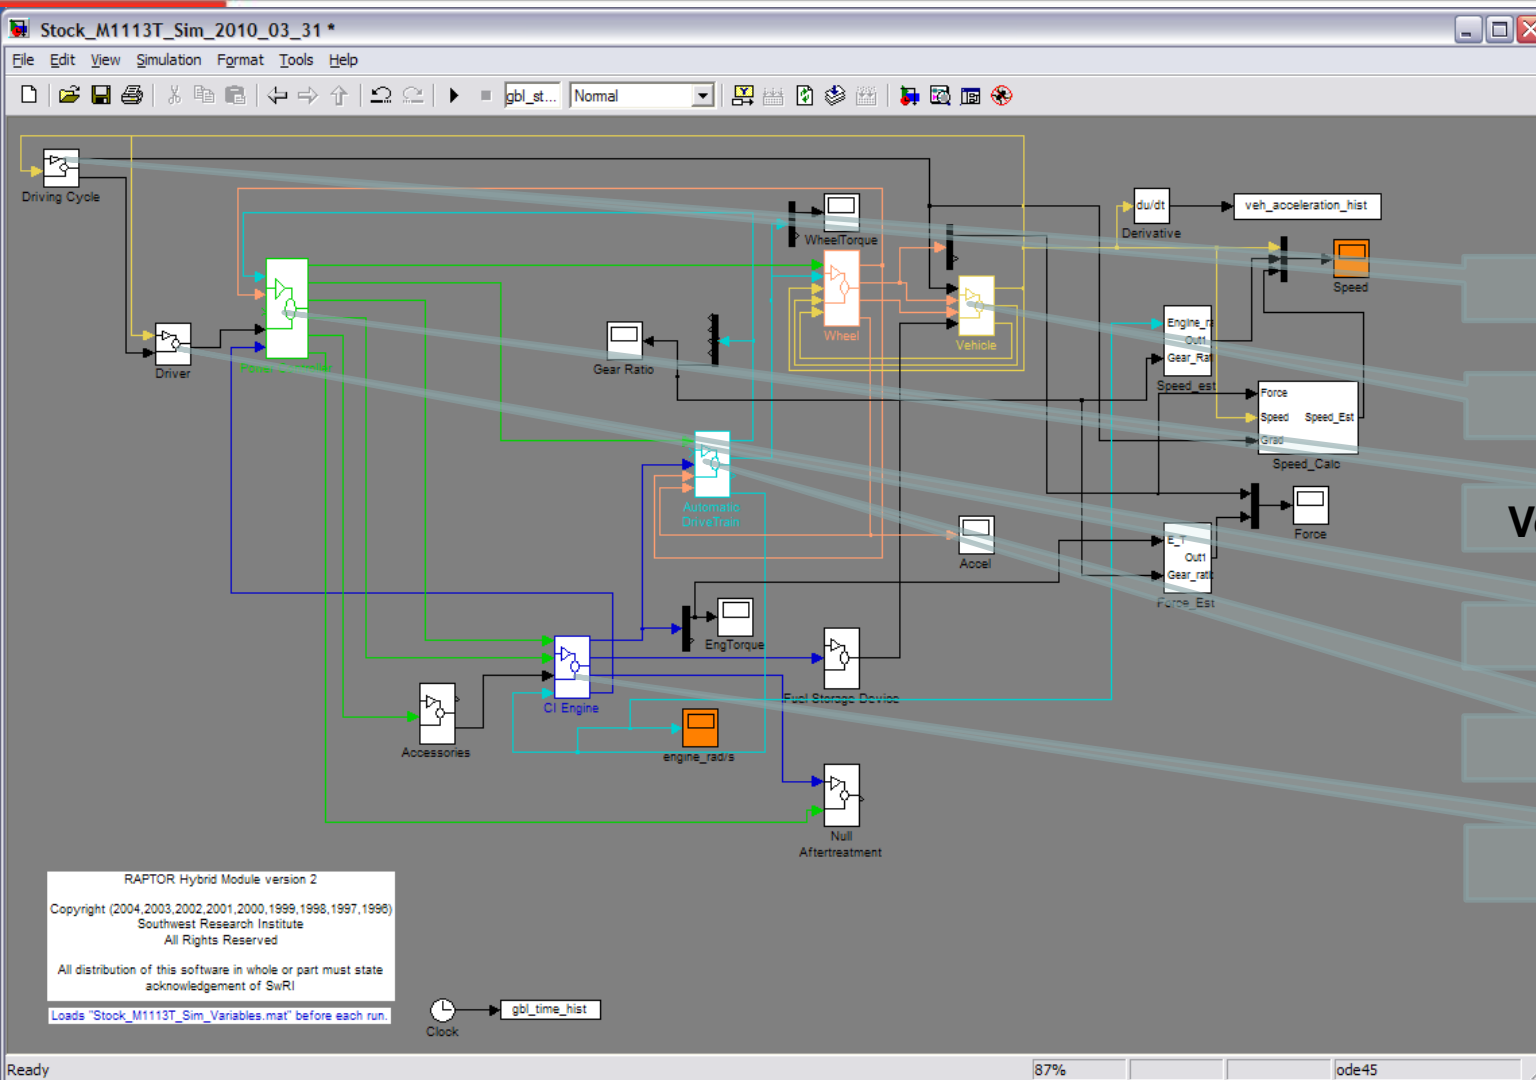 Stock_M1113T_Sim_2010_03_31 *
File Edit View Simulation Format Tools Help
gbl_st... Normal
Driving Cycle
WheelTorque
du/dt
Derivative
veh_acceleration_hist
Speed
Driver
Gear Ratio
Wheel
Vehicle
Out1
Speed_est
Force
Speed Speed_Est
Grad
Speed_Calc
Automatic
DriveTrain
Accel
Force
E_T
Out1
Force_Est
EngTorque
CI Engine
Fuel Storage Device
Accessories
engine_rad/s
Null
Aftertreatment
RAPTOR Hybrid Module version 2
Copyright (2004,2003,2002,2001,2000,1999,1998,1997,1996)
Southwest Research Institute
All Rights Reserved
All distribution of this software in whole or part must state
acknowledgement of SwRI
Loads "Stock_M1113T_Sim_Variables.mat" before each run.
Clock
gbl_time_hist
Ready 87% ode45